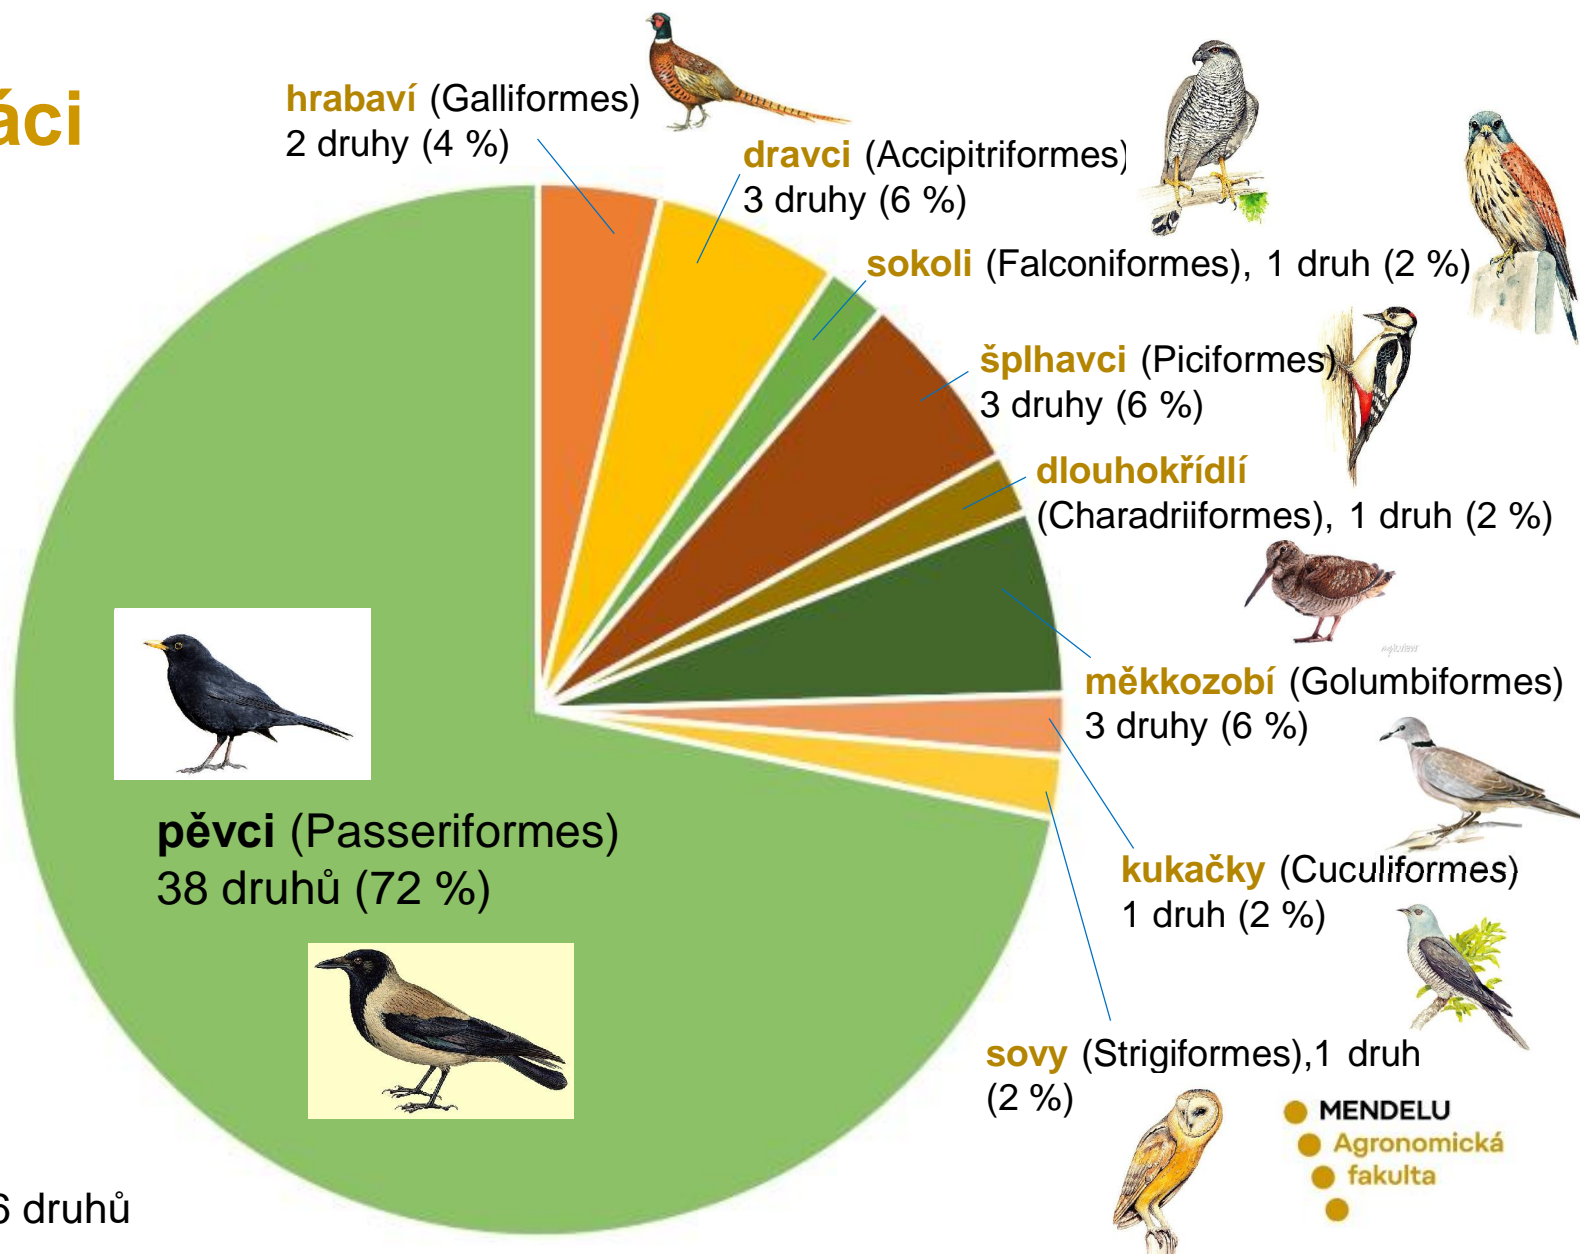 áci
hrabaví (Galliformes)
2 druhy (4 %)
dravci (Accipitriformes)
3 druhy (6 %)
sokoli (Falconiformes), 1 druh (2 %)
šplhavci (Piciformes)
3 druhy (6 %)
dlouhokřídlí
(Charadriiformes), 1 druh (2 %)
měkkozobí (Golumbiformes)
3 druhy (6 %)
pěvci (Passeriformes)
38 druhů (72 %)
kukačky (Cuculiformes)
1 druh (2 %)
sovy (Strigiformes),1 druh
(2 %)
MENDELU
Agronomická
fakulta
6 druhů